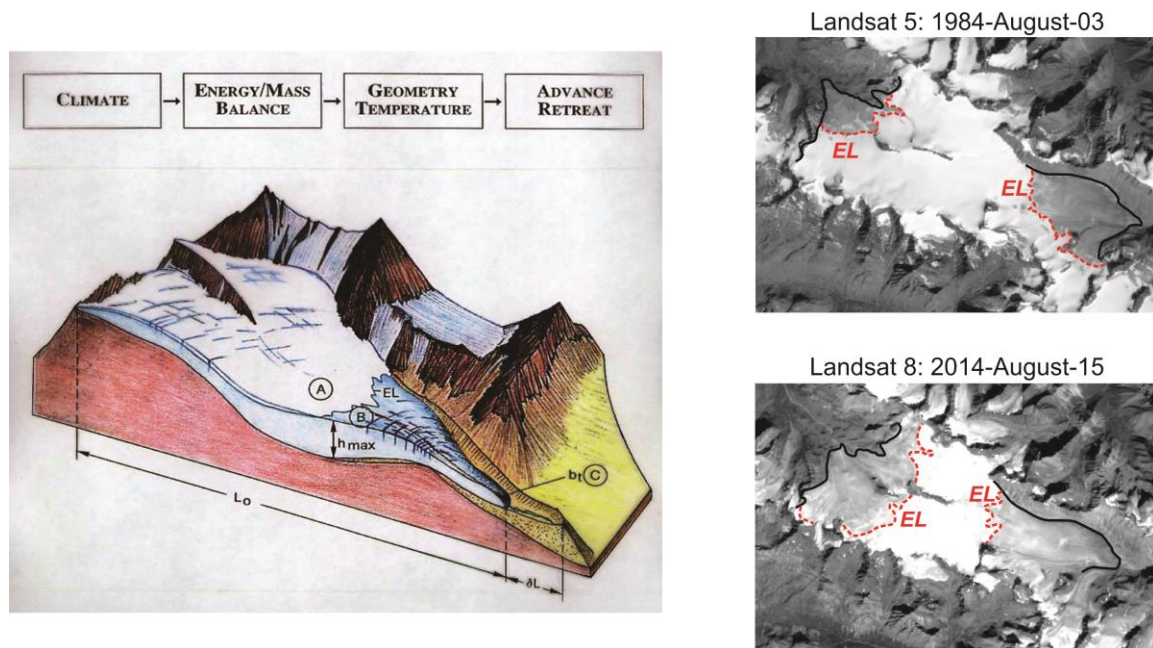 CLIMATE
ENERGY/MASS
BALANCE
GEOMETRY
TEMPERATURE
ADVANCE
RETREAT
A
EL
B
h max
bt C
Lo
δL
Landsat 5: 1984-August-03
EL
EL
Landsat 8: 2014-August-15
EL
EL